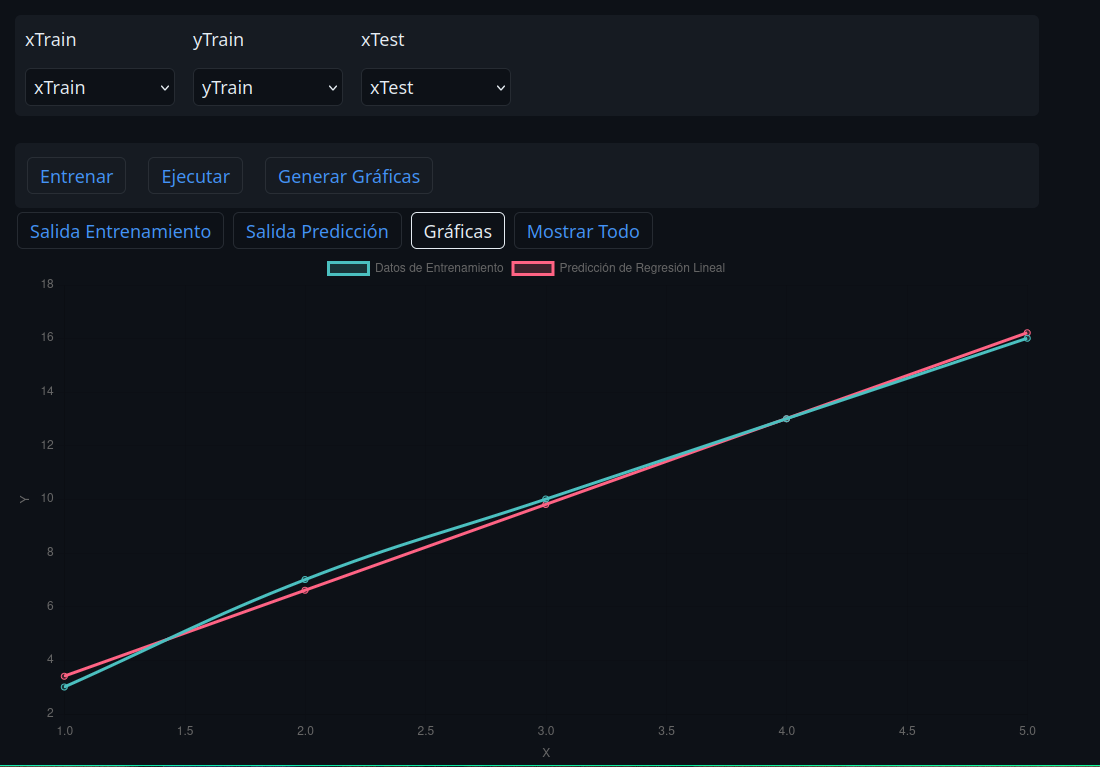 xTrain yTrain xTest
xTrain yTrain xTest
Entrenar Ejecutar Generar Gráficas
Salida Entrenamiento Salida Predicción Gráficas Mostrar Todo
Datos de Entrenamiento Predicción de Regresión Lineal
18
16
14
12
Y
10
8
6
4
2
1.0 1.5 2.0 2.5 3.0 3.5 4.0 4.5 5.0
X